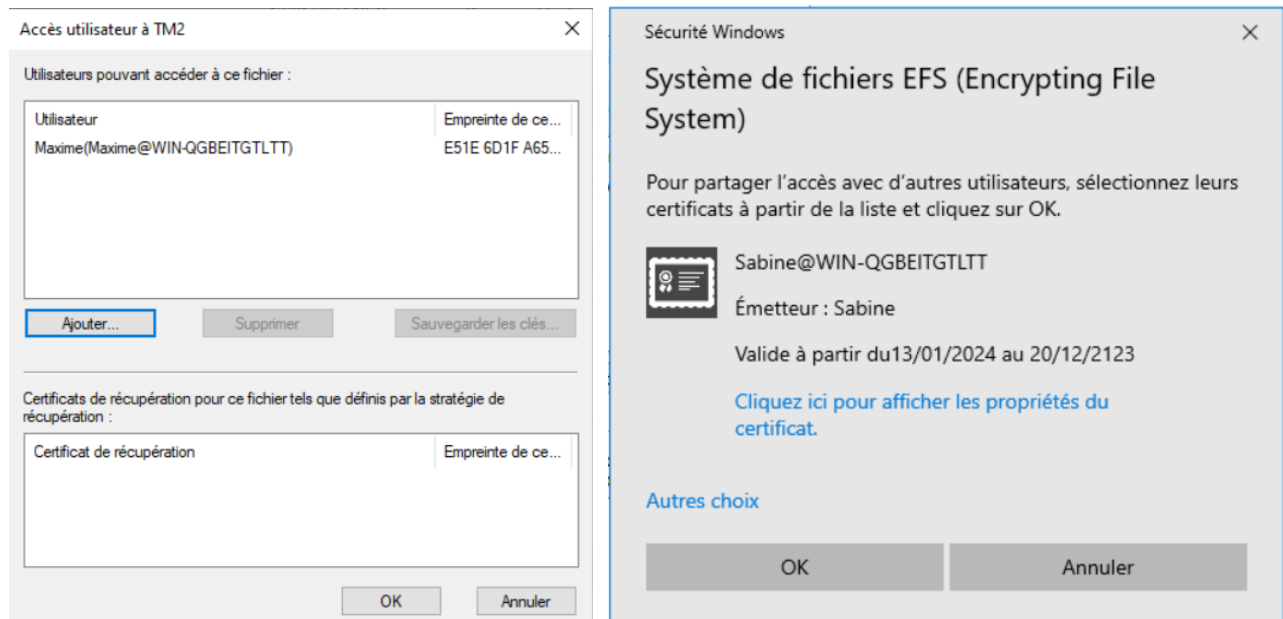 Accès utilisateur à TM2
Utilisateurs pouvant accéder à ce fichier :
Utilisateur Empreinte de ce...
Maxime(Maxime@WIN-QGBEITGTLTT) E51E 6D1F A65...
Ajouter... Supprimer Sauvegarder les clés...
Certificats de récupération pour ce fichier tels que définis par la stratégie de
récupération :
Certificat de récupération Empreinte de ce...
OK Annuler
Sécurité Windows
Système de fichiers EFS (Encrypting File
System)
Pour partager l'accès avec d'autres utilisateurs, sélectionnez leurs
certificats à partir de la liste et cliquez sur OK.
Sabine@WIN-QGBEITGTLTT
Émetteur : Sabine
Valide à partir du13/01/2024 au 20/12/2123
Cliquez ici pour afficher les propriétés du
certificat.
Autres choix
OK Annuler